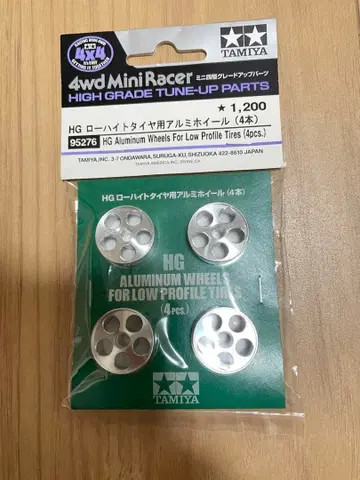 4x4
TAMIYA
4wd Mini Racer ミニ四駆グレードアップパーツ
HIGH GRADE TUNE-UP PARTS
★ 1,200
HG ローハイトタイヤ用アルミホイール (4本)
95276 HG Aluminum Wheels For Low Profile Tires (4pcs.)
TAMIYA, INC. 3-7 ONDAWARA, SURUGA-KU, SHIZUOKA 422-8610 JAPAN
HG ローハイトタイヤ用アルミホイール (4本)
HG
ALUMINUM WHEELS
FOR LOW PROFILE TIRES
(4PCS.)
TAMIYA